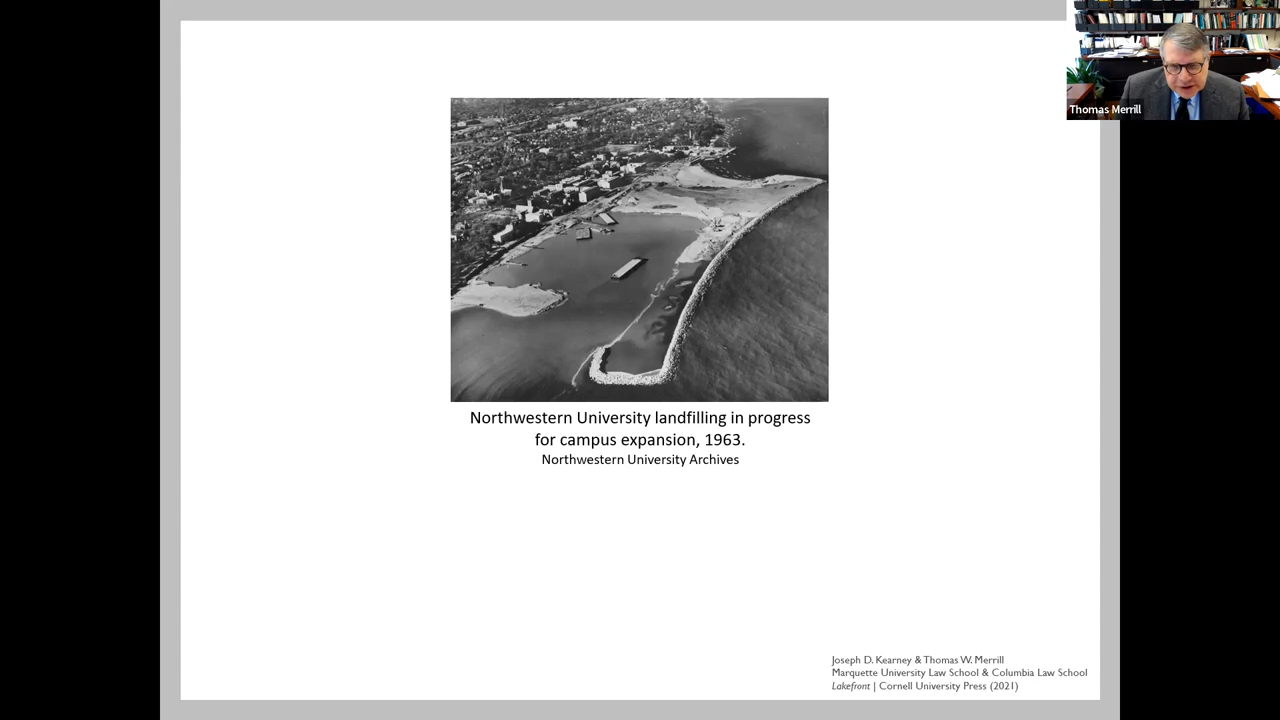 Thomas Merrill
Northwestern University landfilling in progress
for campus expansion, 1963.
Northwestern University Archives
Joseph D. Kearney & Thomas W. Merrill
Marquette University Law School & Columbia Law School
Lakefront | Cornell University Press (2021)